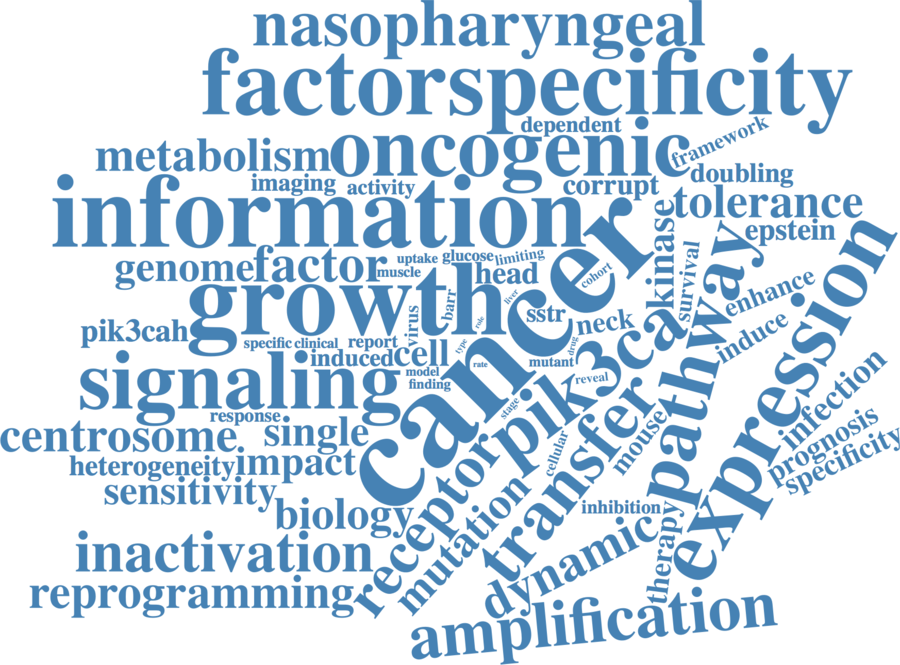 nasopharyngeal
factorspecificity
dependent
framework
metabolism
oncogenic
imaging
activity
corrupt
doubling
information
tolerance
epstein
kinase
cancer
survival
pathway
expression
genome
factor
muscle
uptake
glucose
limiting
head
cohort
enhance
growth
barr
liver
sstr
neck
induce
pik3cah
virus
role
specific
clinical
report
type
drug
induced
cell
mutant
rate
model
finding
reveal
pik3ca
signaling
stage
infection
response
transfer
mouse
prognosis
specificity
centrosome
single
heterogeneity
impact
cellular
receptor
sensitivity
mutation
biology
inhibition
therapy
dynamic
inactivation
reprogramming
amplification